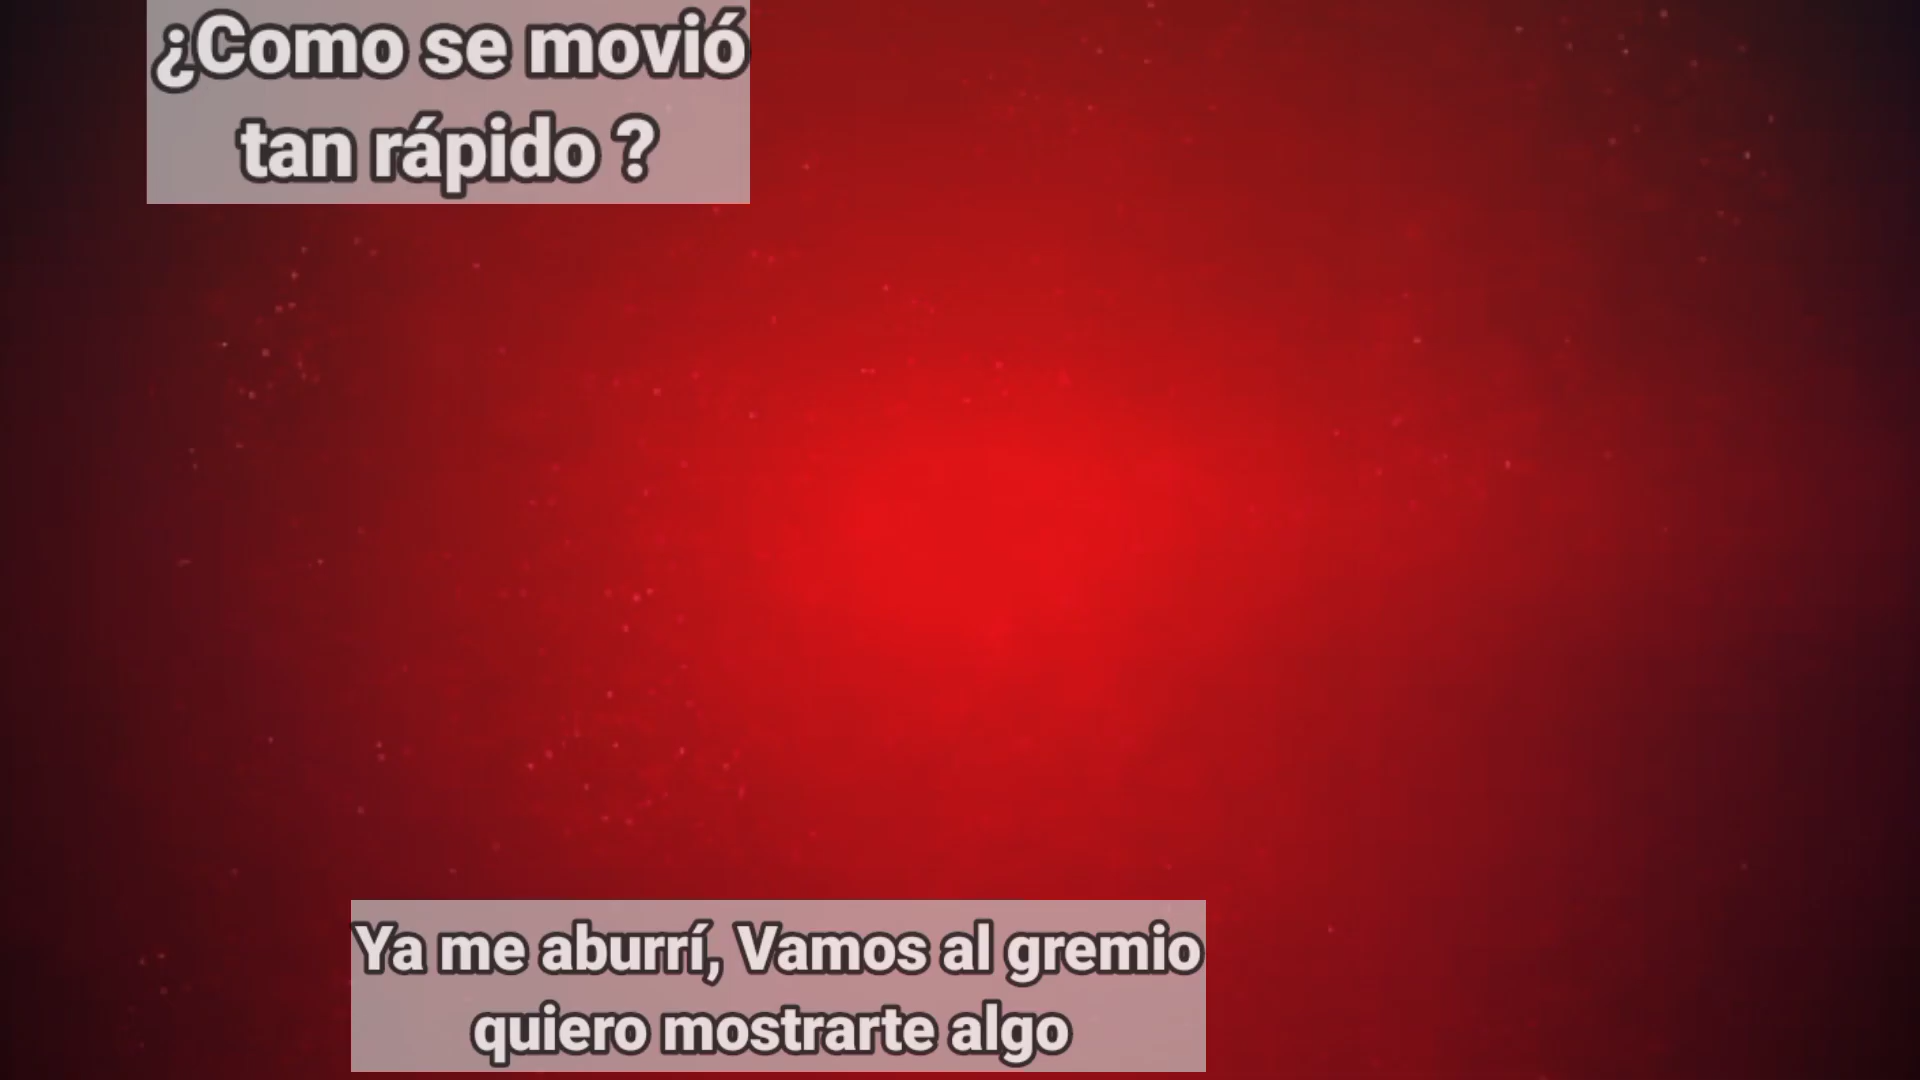 ¿Como se movió
tan rápido ?
Ya me aburrí, Vamos al gremio
quiero mostrarte algo